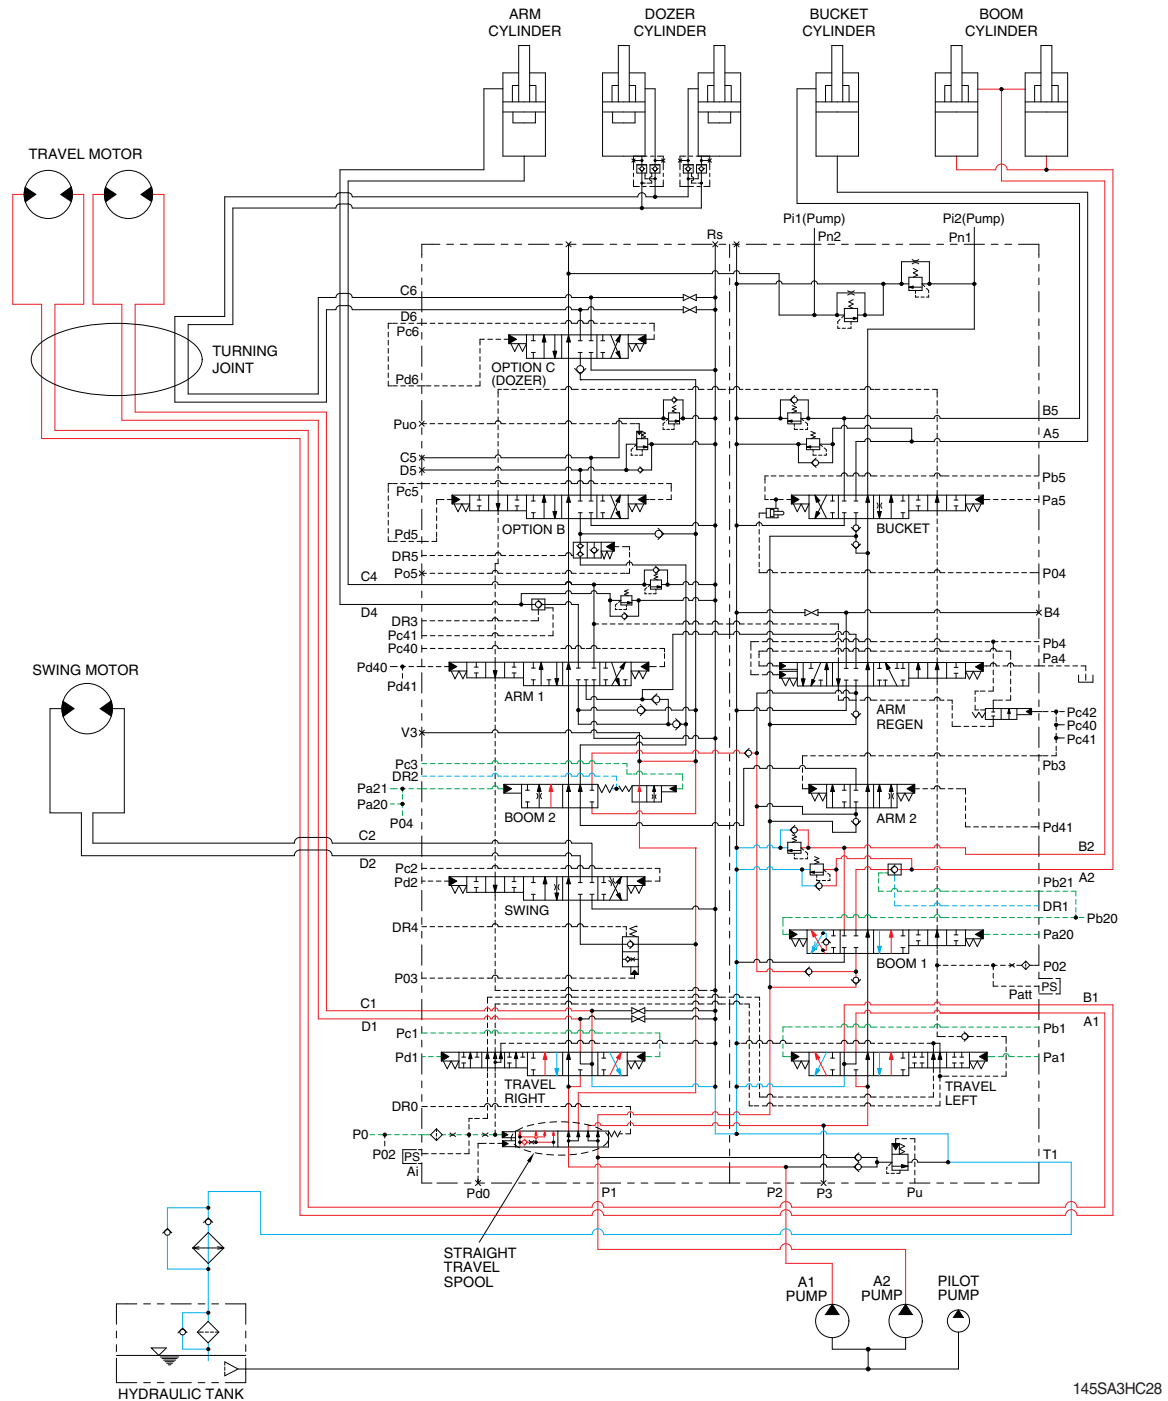 ARM
CYLINDER
DOZER
CYLINDER
BUCKET
CYLINDER
BOOM
CYLINDER
TRAVEL MOTOR
TURNING
JOINT
Pi1(Pump)
Pn2
Pi2(Pump)
Pn1
Rs
C6
D6
Pc6
Pd6
OPTION C
(DOZER)
Puo
C5
D5
Pc5
Pd5
OPTION B
DR5
Po5
C4
D4
DR3
Pc41
Pc40
Pd40
Pd41
ARM 1
B5
A5
Pb5
Pa5
BUCKET
P04
B4
Pb4
Pa4
ARM
REGEN
Pc42
Pc40
Pc41
Pb3
SWING MOTOR
V3
Pc3
DR2
Pa21
Pa20
P04
BOOM 2
ARM 2
Pd41
C2
D2
Pc2
Pd2
SWING
B2
A2
Pb21
DR1
Pb20
Pa20
BOOM 1
DR4
P03
P02
PS
Patt
C1
D1
Pc1
Pd1
TRAVEL
RIGHT
B1
A1
Pb1
Pa1
TRAVEL
LEFT
DR0
P0
P02
PS
Ai
Pd0
P1
P2
P3
Pu
T1
STRAIGHT
TRAVEL
SPOOL
A1
PUMP
A2
PUMP
PILOT
PUMP
HYDRAULIC TANK
145SA3HC28